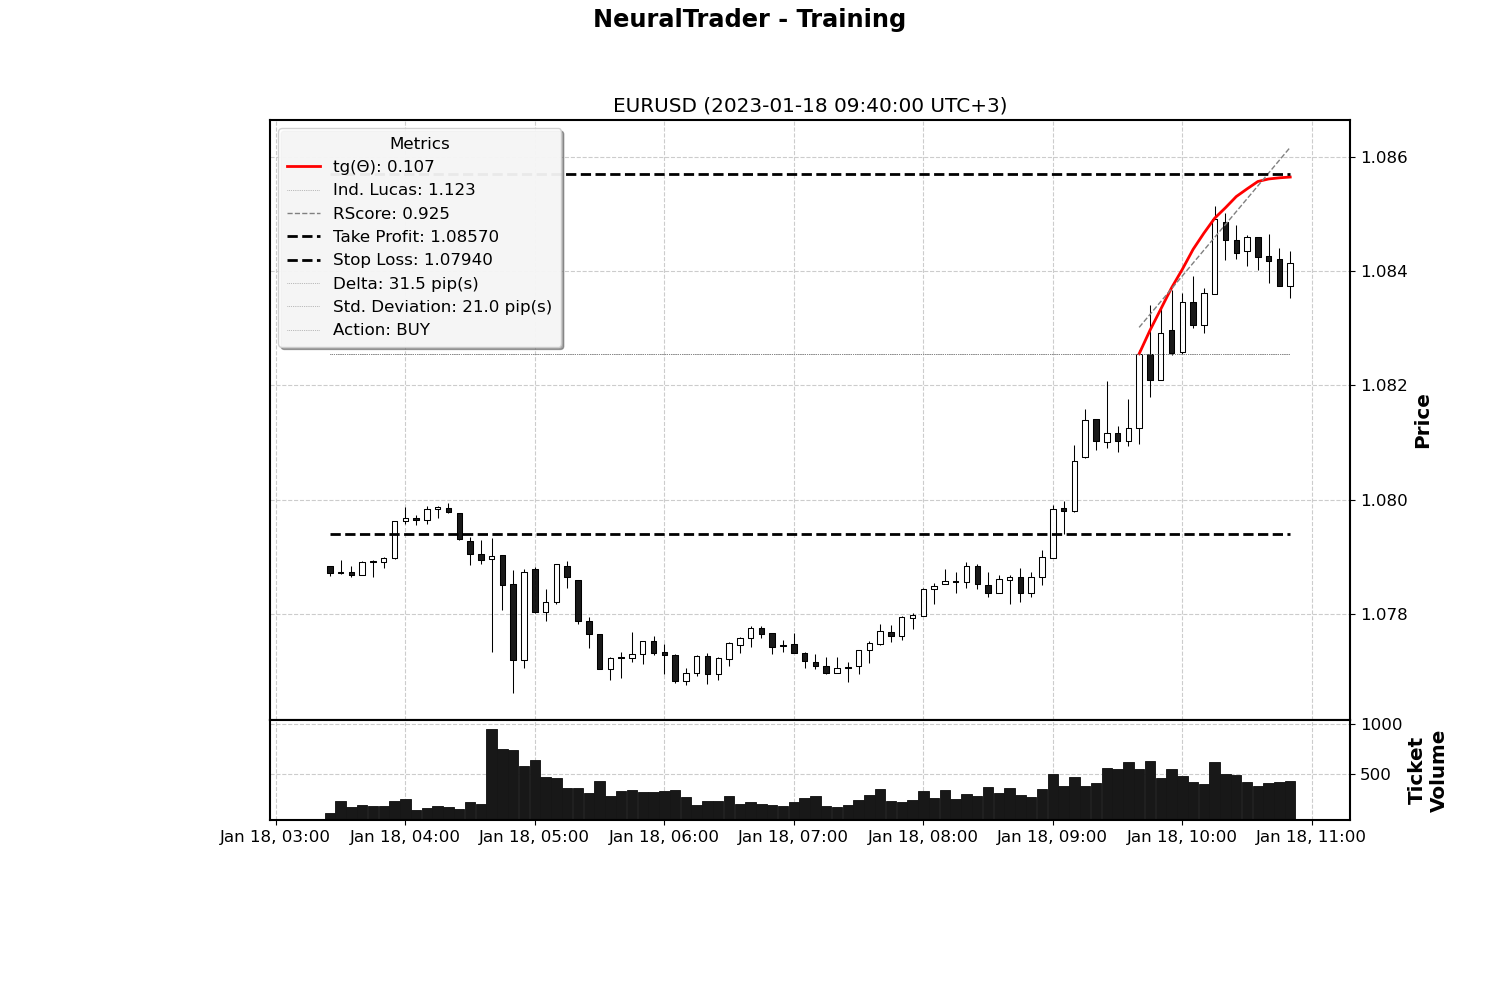 NeuralTrader - Training
EURUSD (2023-01-18 09:40:00 UTC+3)
Metrics
tg(Θ): 0.107
Ind. Lucas: 1.123
RScore: 0.925
Take Profit: 1.08570
Stop Loss: 1.07940
Delta: 31.5 pip(s)
Std. Deviation: 21.0 pip(s)
Action: BUY
1.086
1.084
1.082
1.080
1.078
Price
1000
500
Ticket
Volume
Jan 18, 03:00 Jan 18, 04:00 Jan 18, 05:00 Jan 18, 06:00 Jan 18, 07:00 Jan 18, 08:00 Jan 18, 09:00 Jan 18, 10:00 Jan 18, 11:00